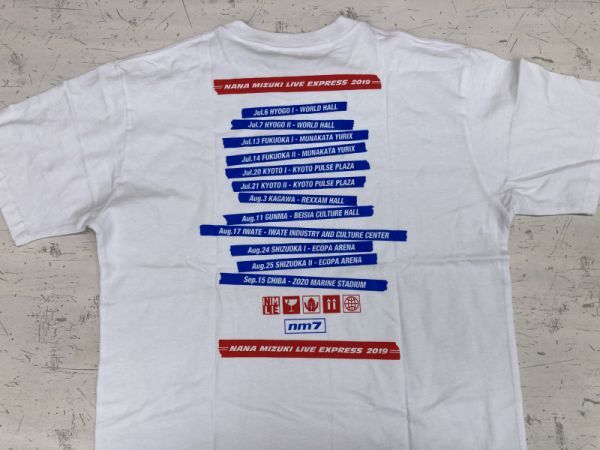 NANA MIZUKI LIVE EXPRESS 2019
Jul.6 HYOGO I - WORLD HALL
Jul.7 HYOGO II - WORLD HALL
Jul.13 FUKUOKA I - MUNAKATA YURIX
Jul.14 FUKUOKA II - MUNAKATA YURIX
Jul.20 KYOTO I - KYOTO PULSE PLAZA
Jul.21 KYOTO II - KYOTO PULSE PLAZA
Aug.3 KAGAWA - REXXAM HALL
Aug.11 GUNMA - BEISIA CULTURE HALL
Aug.17 IWATE - IWATE INDUSTRY AND CULTURE CENTER
Aug.24 SHIZUOKA I - ECOPA ARENA
Aug.25 SHIZUOKA II - ECOPA ARENA
Sep.15 CHIBA - ZOZO MARINE STADIUM
NM
LE
nm7
NANA MIZUKI LIVE EXPRESS 2019